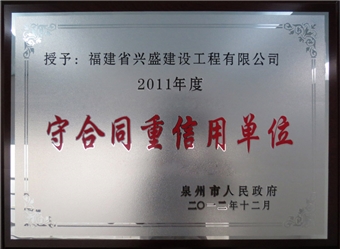 授予：福建省兴盛建设工程有限公司
2011年度
守合同重信用单位
泉州市人民政府
二〇一二年十二月